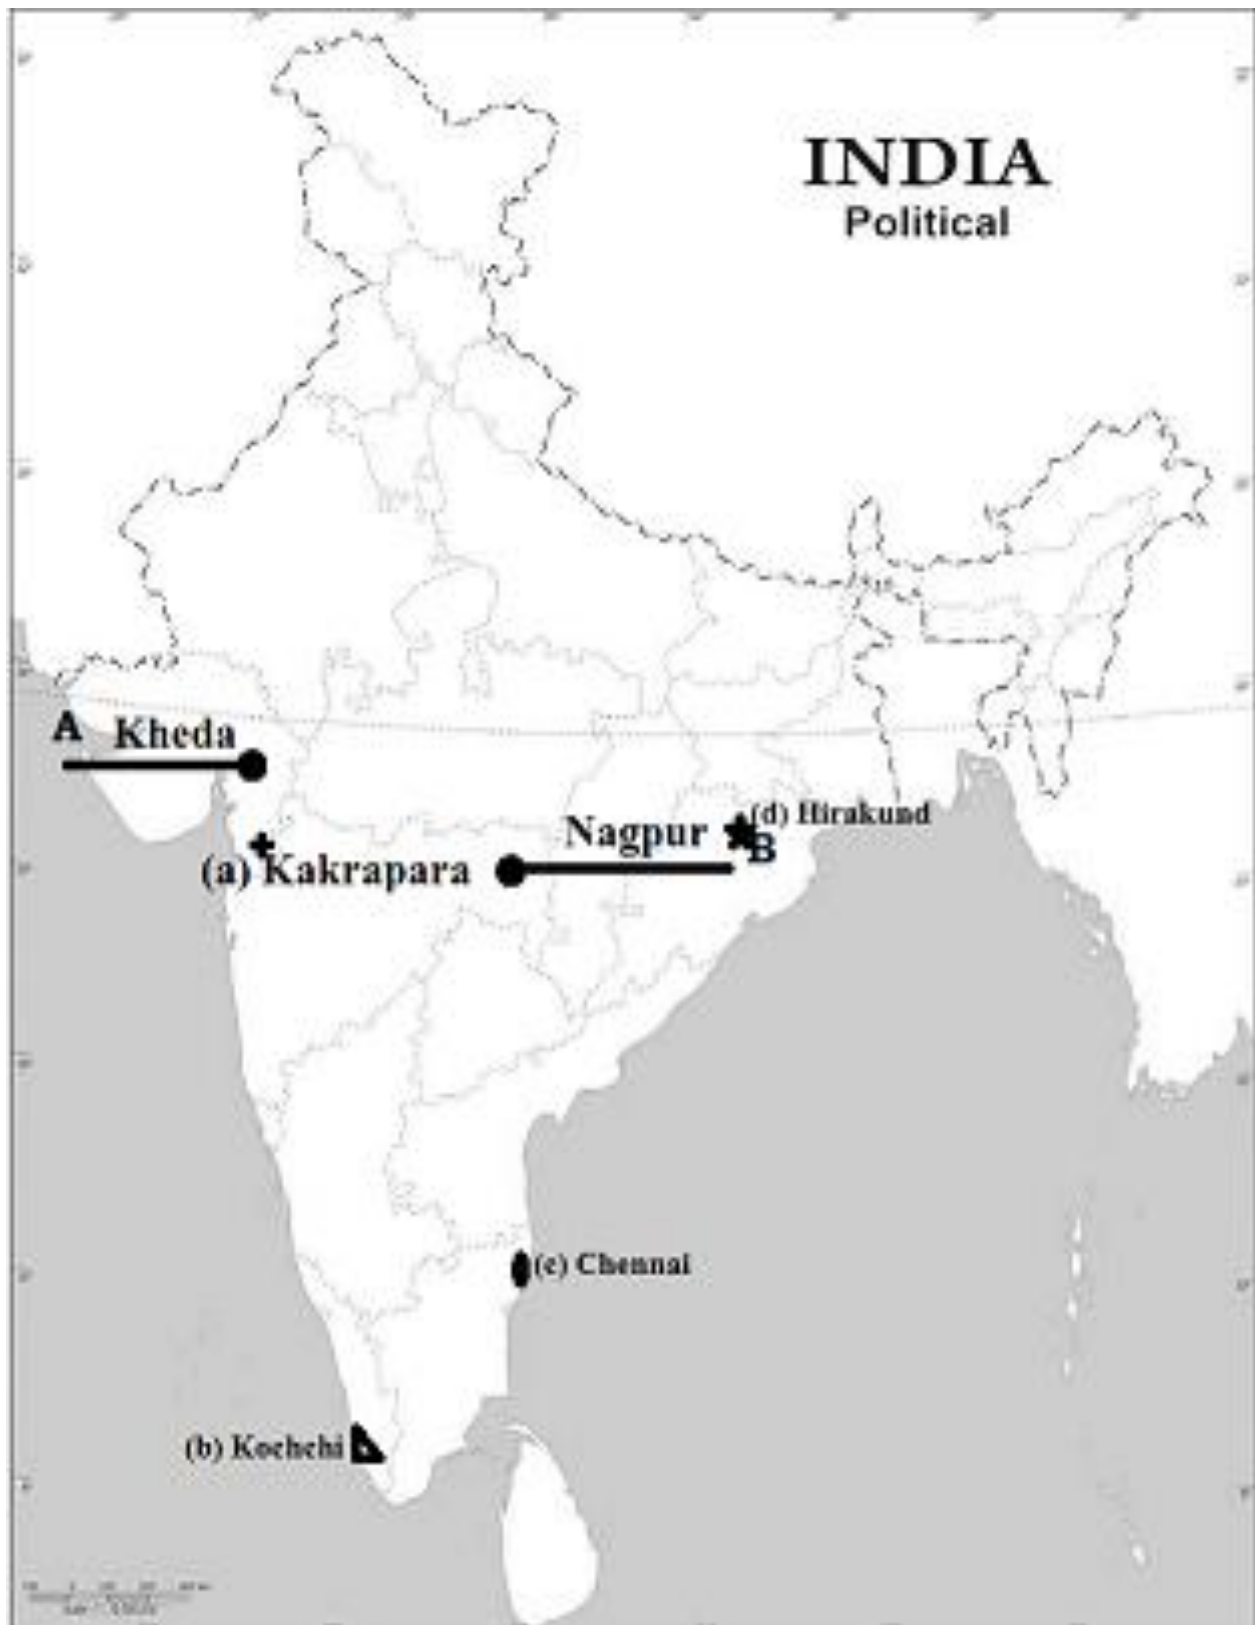 INDIA
Political
A
Kheda
(d) Hirakund
Nagpur
B
(a) Kakrapara
(c) Chennai
(b) Kochchi